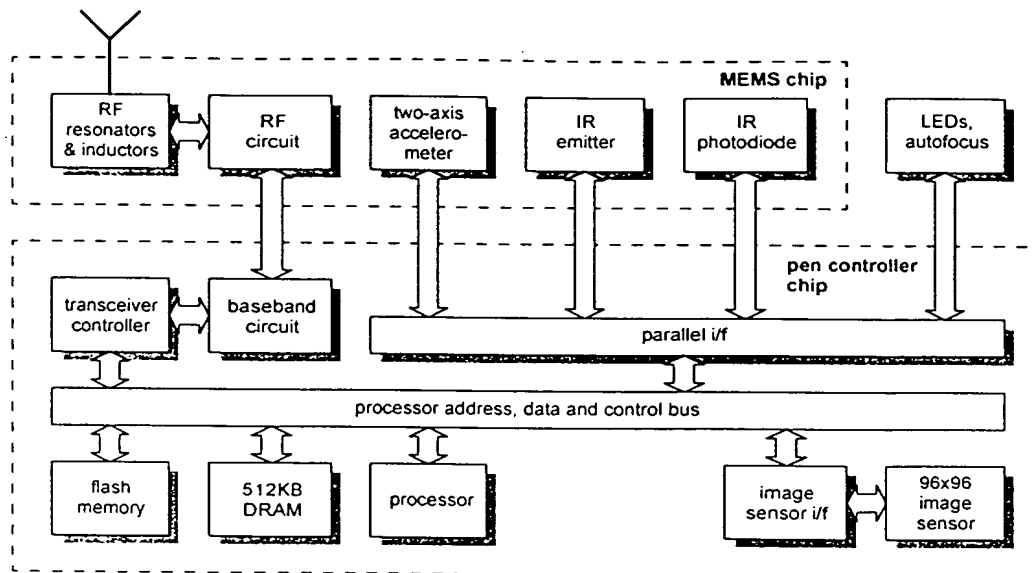 MEMS chip
RF
resonators
& inductors
RF
circuit
two-axis
accelero-
meter
IR
emitter
IR
photodiode
LEDs,
autofocus
pen controller
chip
transceiver
controller
baseband
circuit
parallel i/f
processor address, data and control bus
flash
memory
512KB
DRAM
processor
image
sensor i/f
96x96
image
sensor